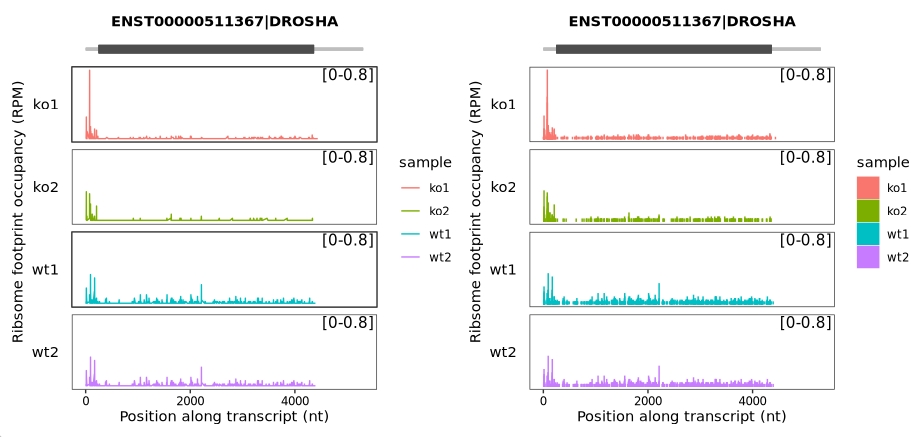 ENST00000511367|DROSHA
Ribsome footprint occupancy (RPM)
ko1
[0-0.8]
ko2
[0-0.8]
wt1
[0-0.8]
wt2
[0-0.8]
0
2000
4000
Position along transcript (nt)
sample
ko1
ko2
wt1
wt2
ENST00000511367|DROSHA
Ribsome footprint occupancy (RPM)
ko1
[0-0.8]
ko2
[0-0.8]
wt1
[0-0.8]
wt2
[0-0.8]
0
2000
4000
Position along transcript (nt)
sample
ko1
ko2
wt1
wt2